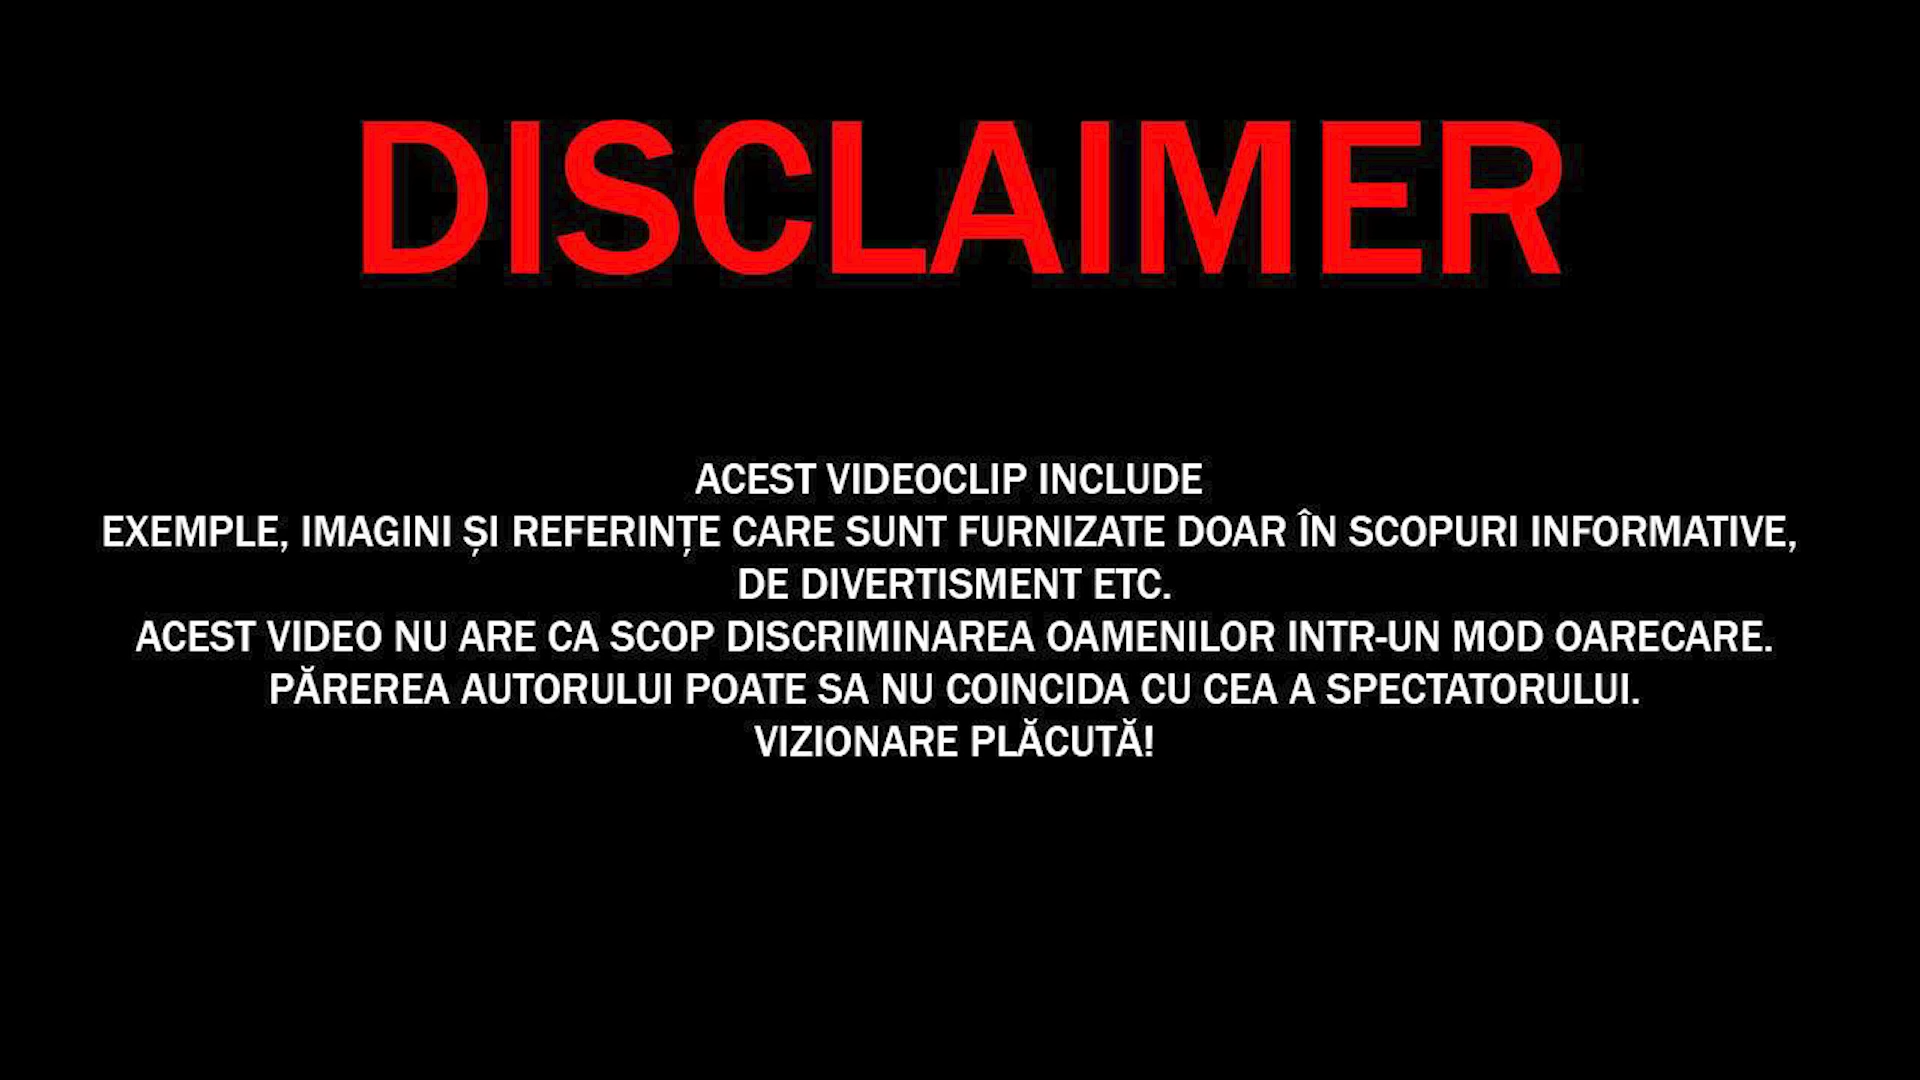 DISCLAIMER
ACEST VIDEOCLIP INCLUDE
EXEMPLE, IMAGINI ȘI REFERINȚE CARE SUNT FURNIZATE DOAR ÎN SCOPURI INFORMATIVE,
DE DIVERTISMENT ETC.
ACEST VIDEO NU ARE CA SCOP DISCRIMINAREA OAMENILOR INTR-UN MOD OARECARE.
PĂREREA AUTORULUI POATE SA NU COINCIDA CU CEA A SPECTATORULUI.
VIZIONARE PLĂCUTĂ!